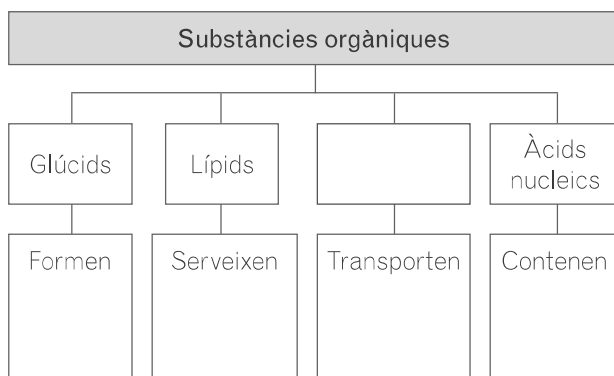 Substàncies orgàniques
Glúcids
Lípids
Àcids
nucleics
Formen
Serveixen
Transporten
Contenen